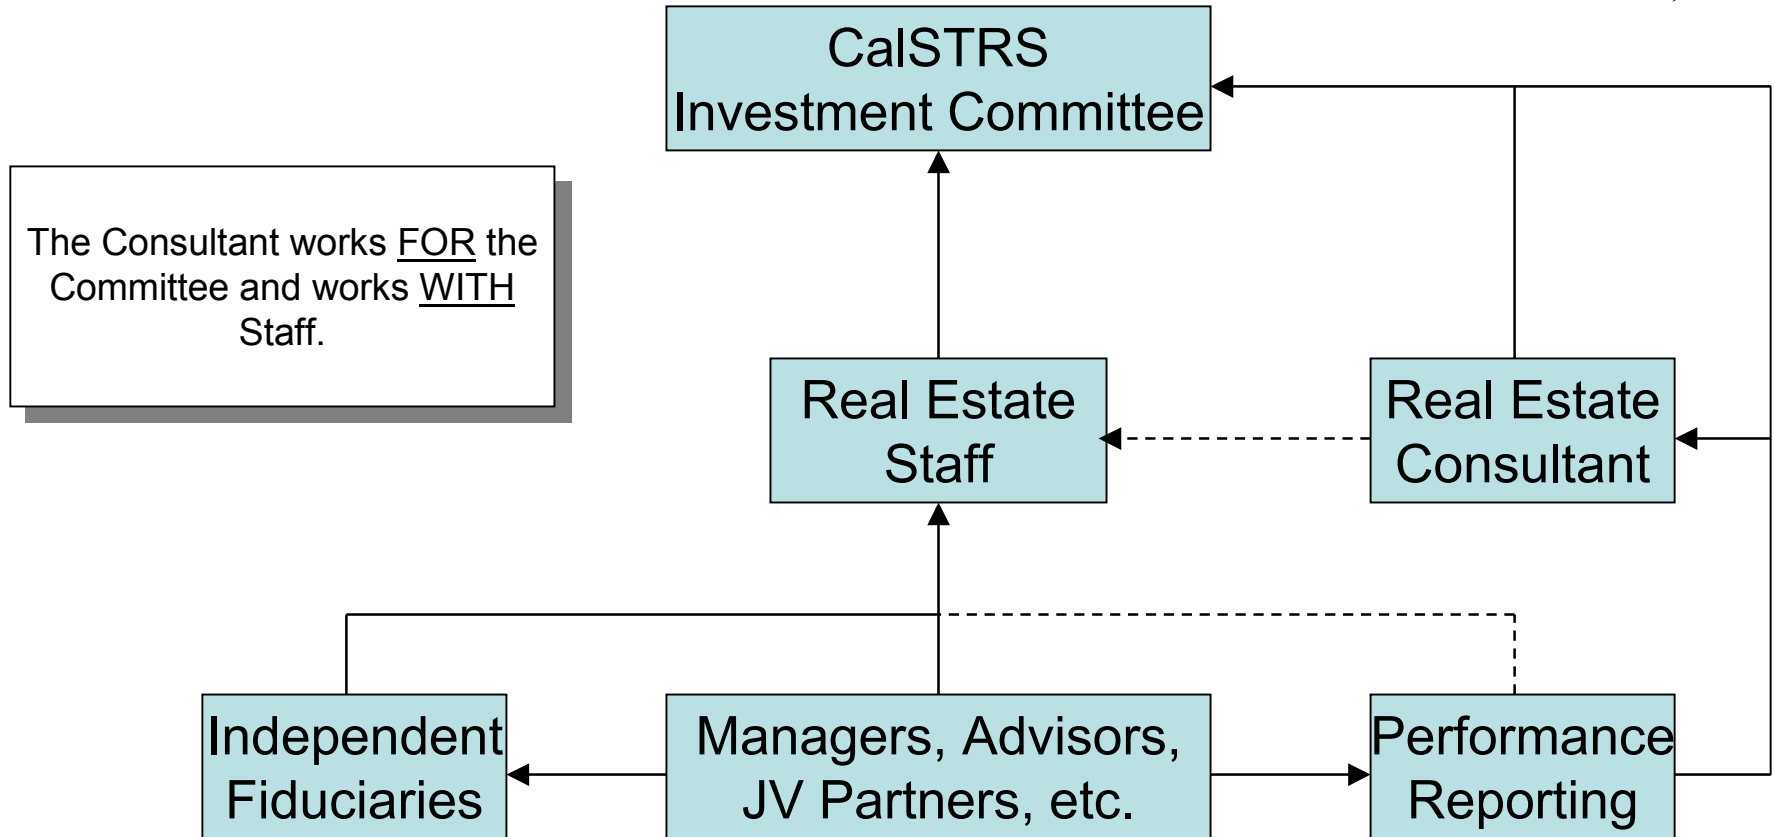 CalSTRS
Investment Committee
The Consultant works FOR the
Committee and works WITH
Staff.
Real Estate
Staff
Real Estate
Consultant
Independent
Fiduciaries
Managers, Advisors,
JV Partners, etc.
Performance
Reporting